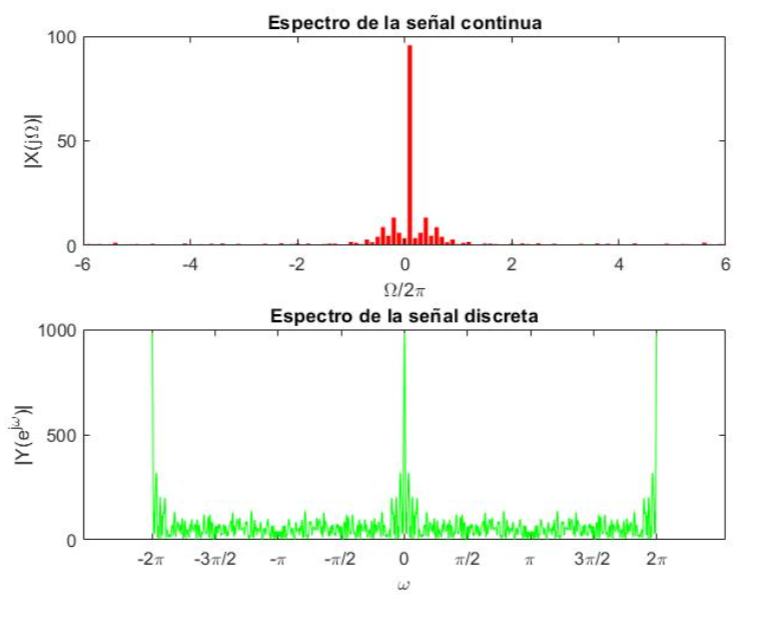 Espectro de la señal continua
100
50
0
|X(jΩ)|
-6 -4 -2 0 2 4 6
Ω/2π
Espectro de la señal discreta
1000
500
0
|Y(e^{jω})|
-2π -3π/2 -π -π/2 0 π/2 π 3π/2 2π
ω